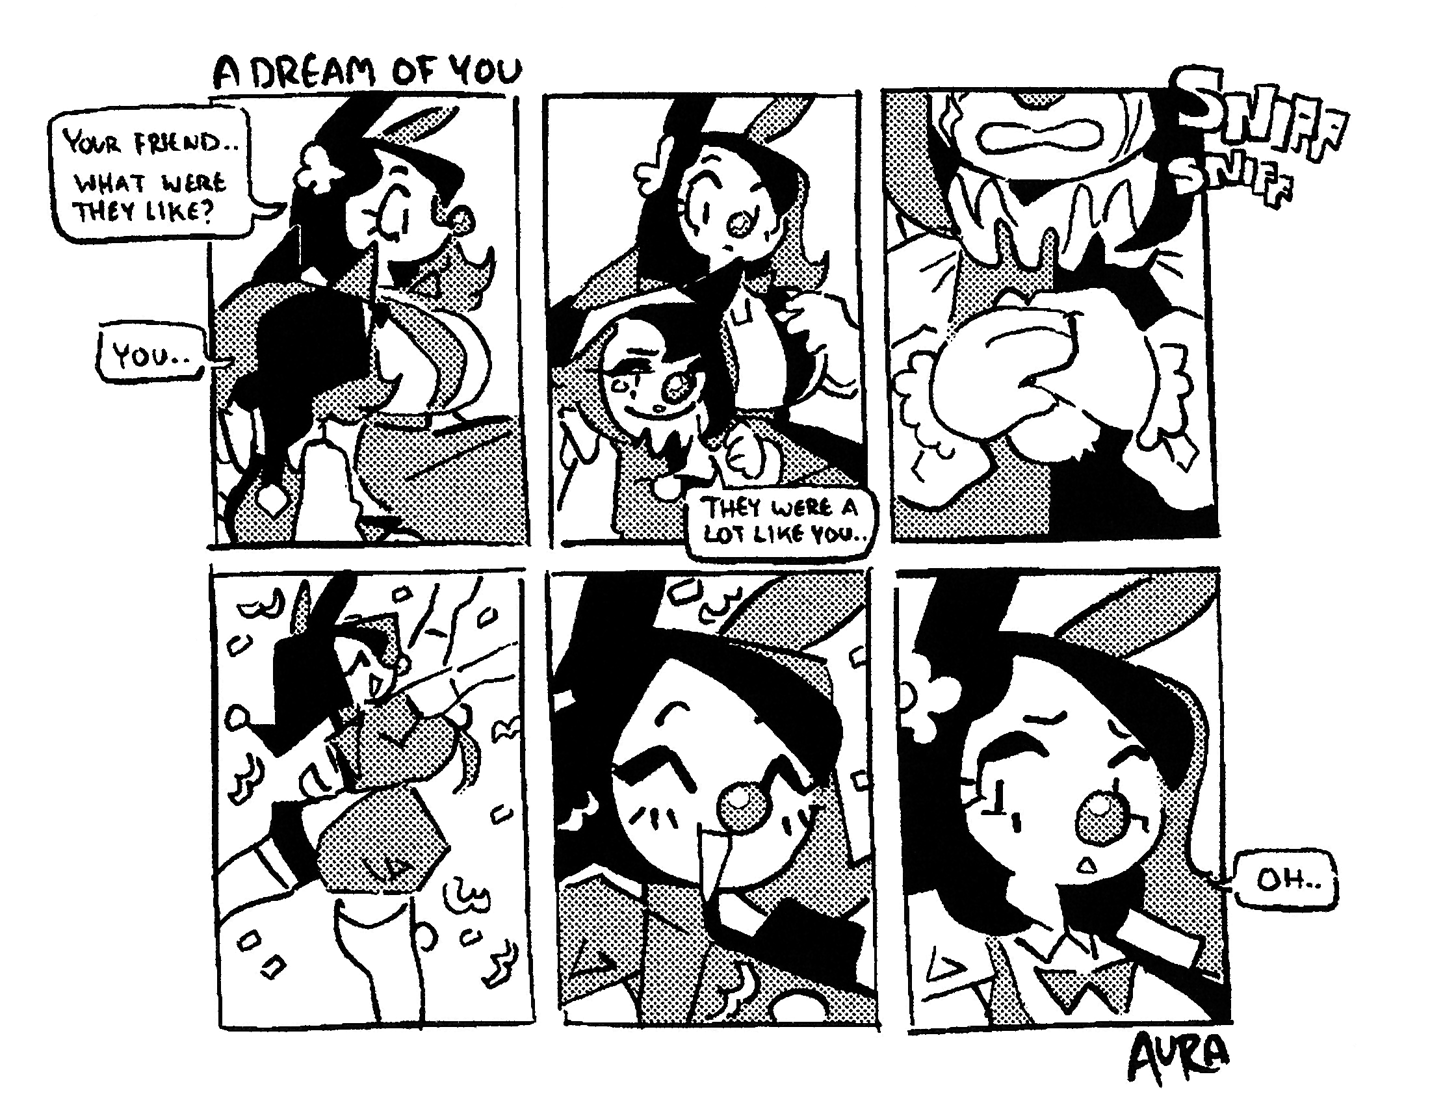 A DREAM OF YOU
YOUR FRIEND..
WHAT WERE
THEY LIKE?
YOU..
THEY WERE A
LOT LIKE YOU..
SNIFF
SNIFF
OH..
AURA